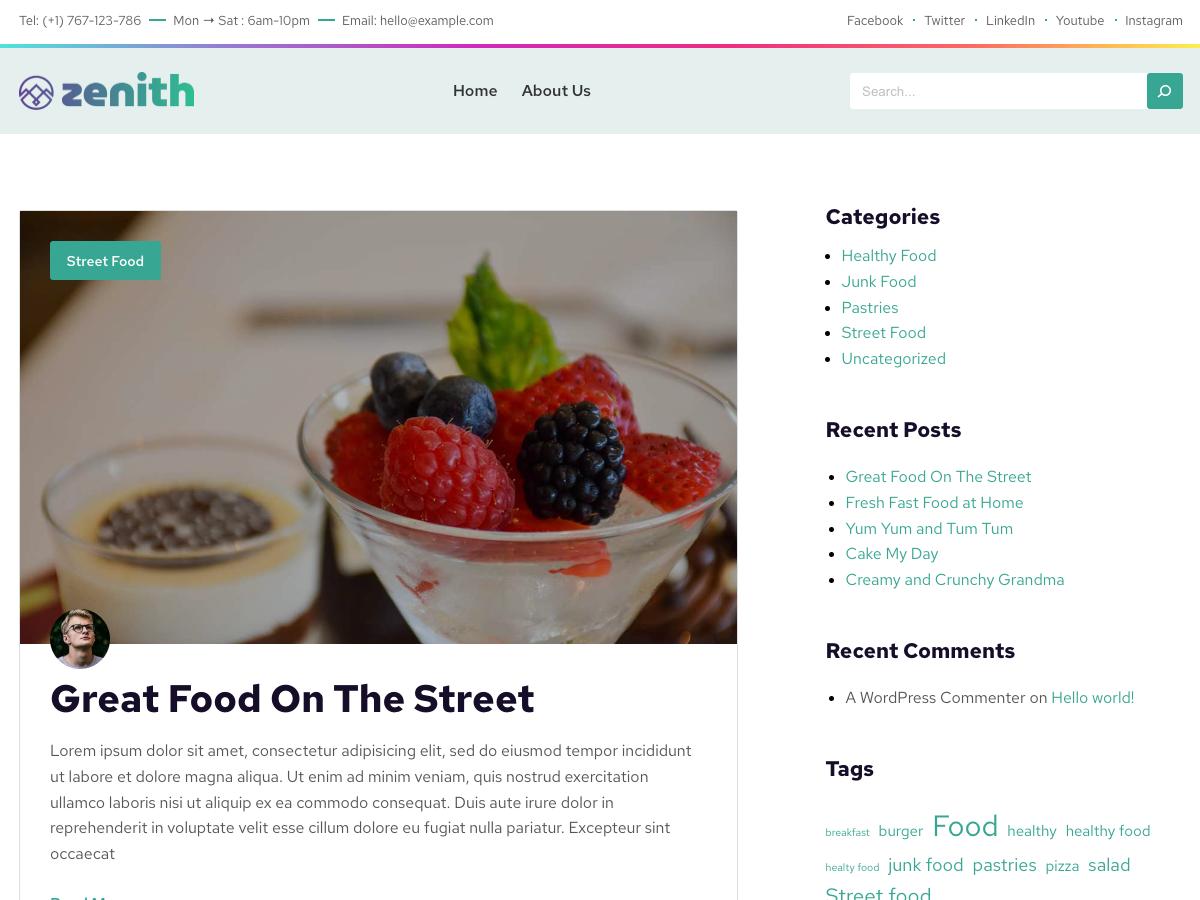 Tel: (+1) 767-123-786 — Mon → Sat : 6am-10pm — Email: hello@example.com
Facebook · Twitter · LinkedIn · Youtube · Instagram
zenith
Home About Us
Search...
Street Food
Great Food On The Street
Lorem ipsum dolor sit amet, consectetur adipisicing elit, sed do eiusmod tempor incididunt
ut labore et dolore magna aliqua. Ut enim ad minim veniam, quis nostrud exercitation
ullamco laboris nisi ut aliquip ex ea commodo consequat. Duis aute irure dolor in
reprehenderit in voluptate velit esse cillum dolore eu fugiat nulla pariatur. Excepteur sint
occaecat
Categories
Healthy Food
Junk Food
Pastries
Street Food
Uncategorized
Recent Posts
Great Food On The Street
Fresh Fast Food at Home
Yum Yum and Tum Tum
Cake My Day
Creamy and Crunchy Grandma
Recent Comments
A WordPress Commenter on Hello world!
Tags
breakfast burger Food healthy healthy food
healty food junk food pastries pizza salad
Street food